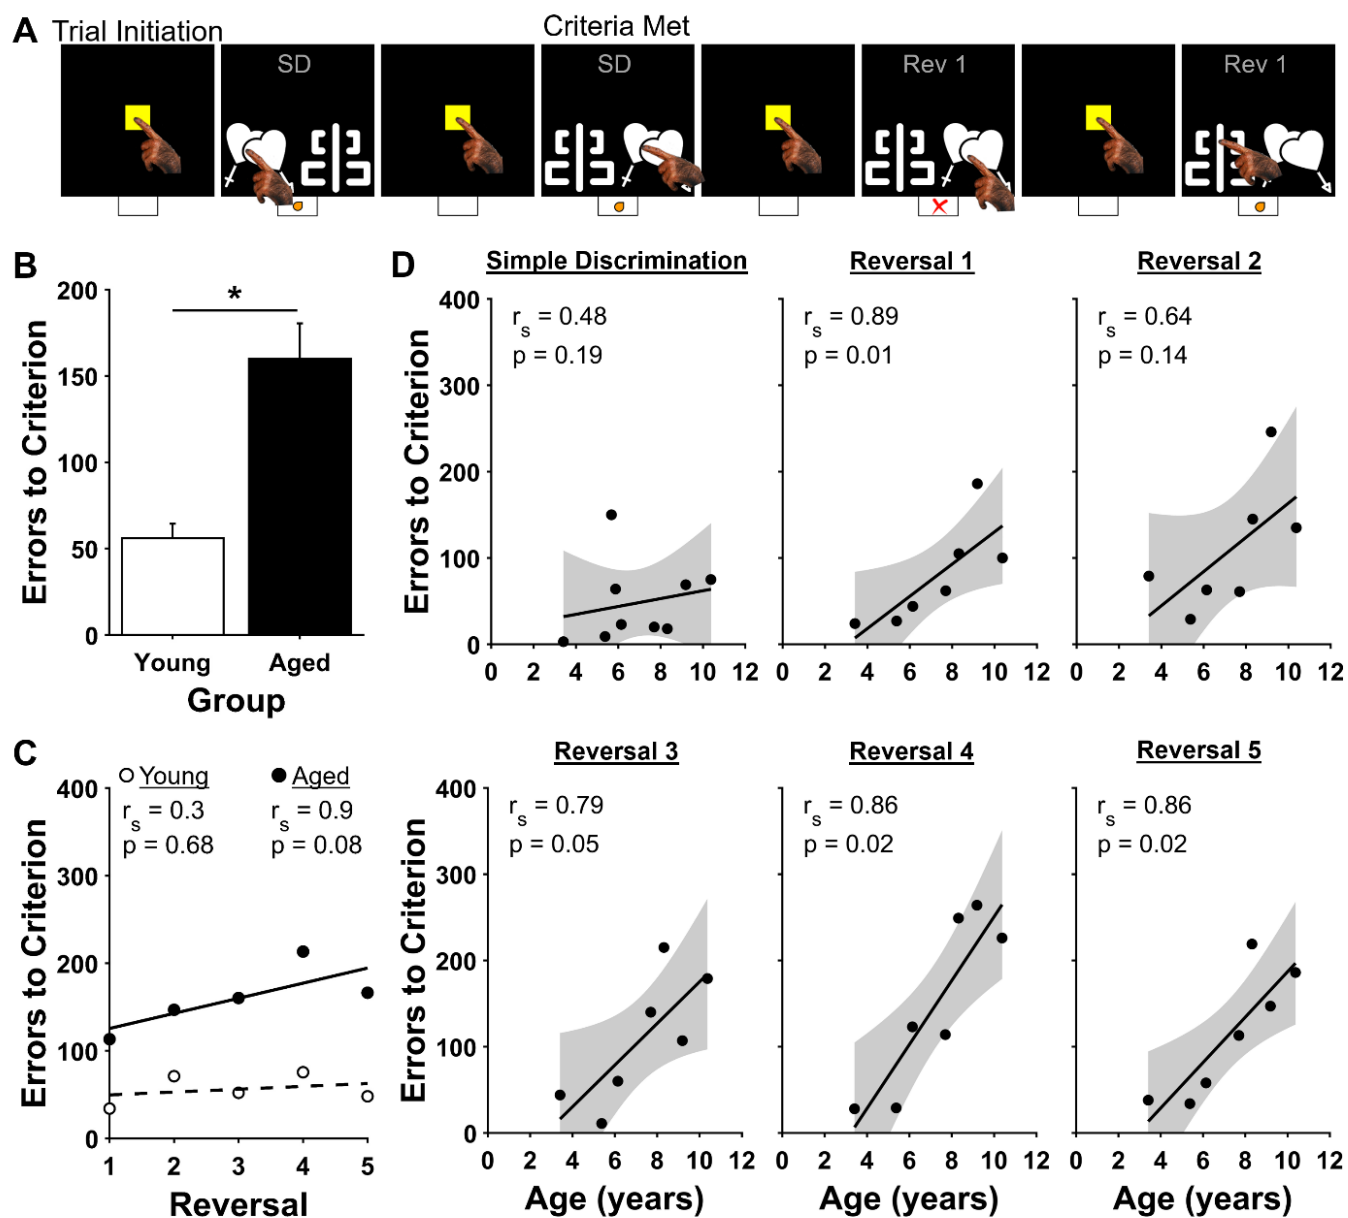 A Trial Initiation Criteria Met
SD SD Rev 1 Rev 1
B
200
150
100
50
0
Errors to Criterion
*
Young Aged
Group
D Simple Discrimination Reversal 1 Reversal 2
400
300
200
100
0
Errors to Criterion
rs = 0.48
p = 0.19
rs = 0.89
p = 0.01
rs = 0.64
p = 0.14
0 2 4 6 8 10 12 0 2 4 6 8 10 12 0 2 4 6 8 10 12
C
400
300
200
100
0
Errors to Criterion
Young Aged
rs = 0.3
p = 0.68
rs = 0.9
p = 0.08
1 2 3 4 5
Reversal
Reversal 3 Reversal 4 Reversal 5
400
300
200
100
0
Errors to Criterion
rs = 0.79
p = 0.05
rs = 0.86
p = 0.02
rs = 0.86
p = 0.02
0 2 4 6 8 10 12 0 2 4 6 8 10 12 0 2 4 6 8 10 12
Age (years) Age (years) Age (years)